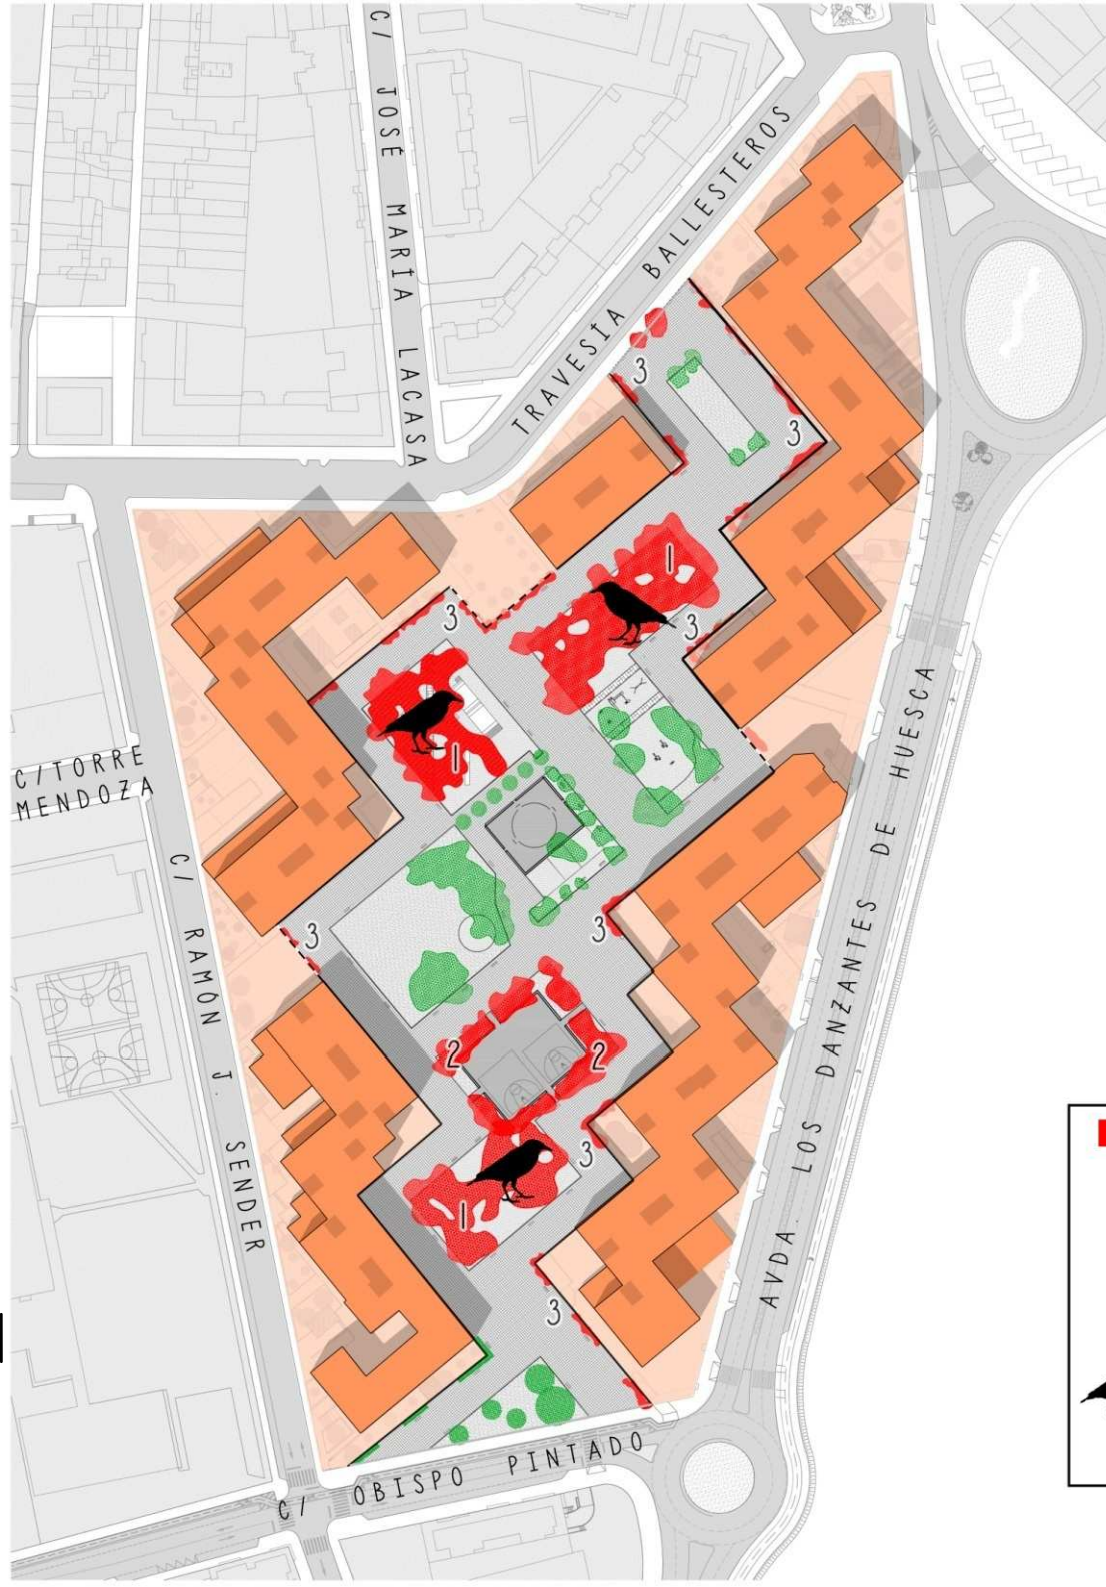 C/ JOSÉ MARÍA LACASA
TRAVESÍA BALLESTEROS
3
3
1
3
3
1
C/TORRE
MENDOZA
C/ RAMÓN J. SENDER
AVDA. LOS DANZANTES DE HUESCA
3
3
2
2
3
1
3
C/ OBISPO PINTADO